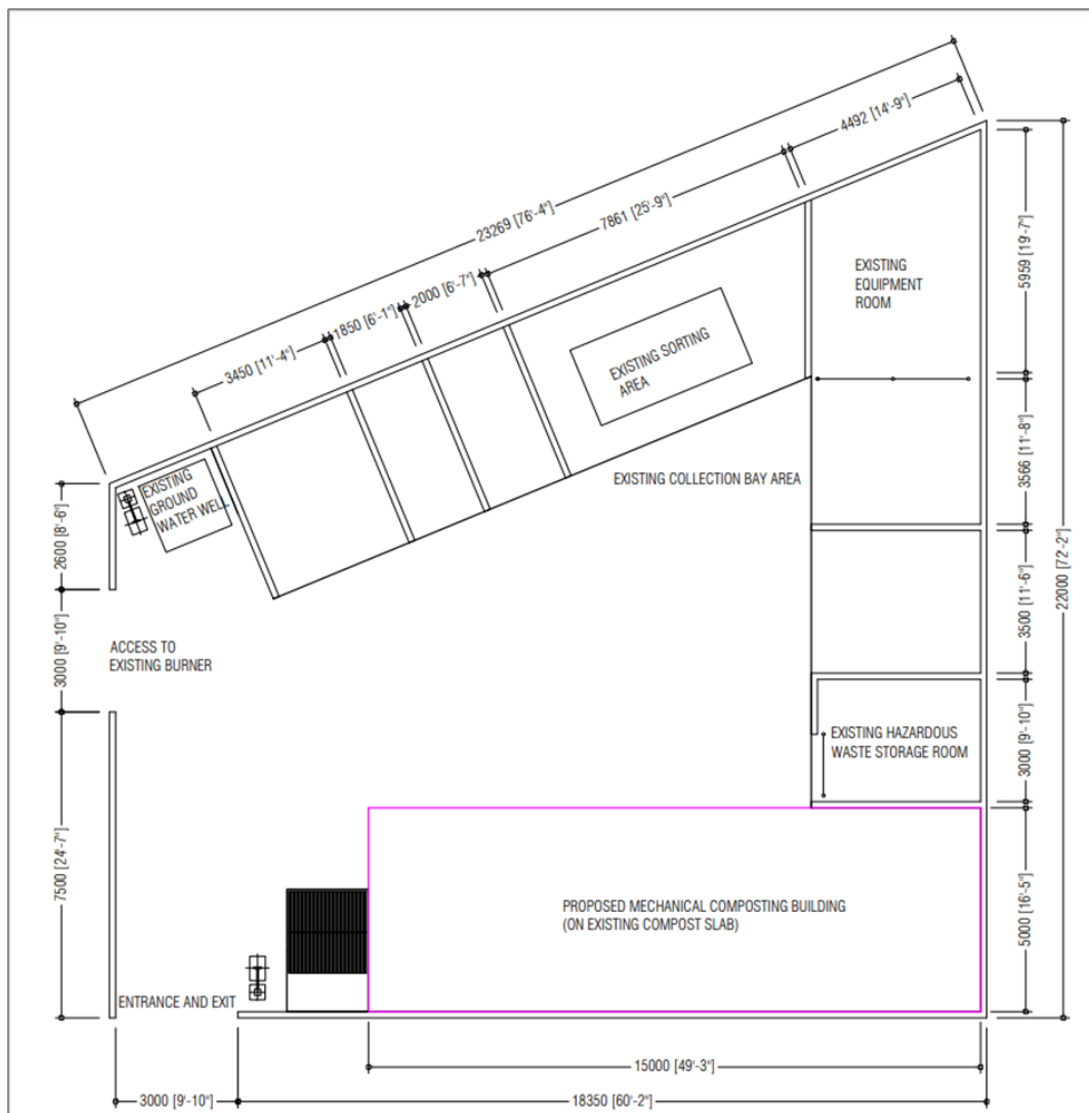 4492 [14'-9"]
7861 [25'-9"]
23269 [76'-4"]
2000 [6'-7"]
1850 [6'-1"]
3450 [11'-4"]
5959 [19'-7"]
EXISTING
EQUIPMENT
ROOM
EXISTING SORTING
AREA
3566 [11'-8"]
EXISTING COLLECTION BAY AREA
EXISTING
GROUND
WATER WELL
2600 [8'-6"]
22000 [72'-2"]
3500 [11'-6"]
3000 [9'-10"]
ACCESS TO
EXISTING BURNER
EXISTING HAZARDOUS
WASTE STORAGE ROOM
3000 [9'-10"]
7500 [24'-7"]
PROPOSED MECHANICAL COMPOSTING BUILDING
(ON EXISTING COMPOST SLAB)
5000 [16'-5"]
ENTRANCE AND EXIT
15000 [49'-3"]
3000 [9'-10"]
18350 [60'-2"]